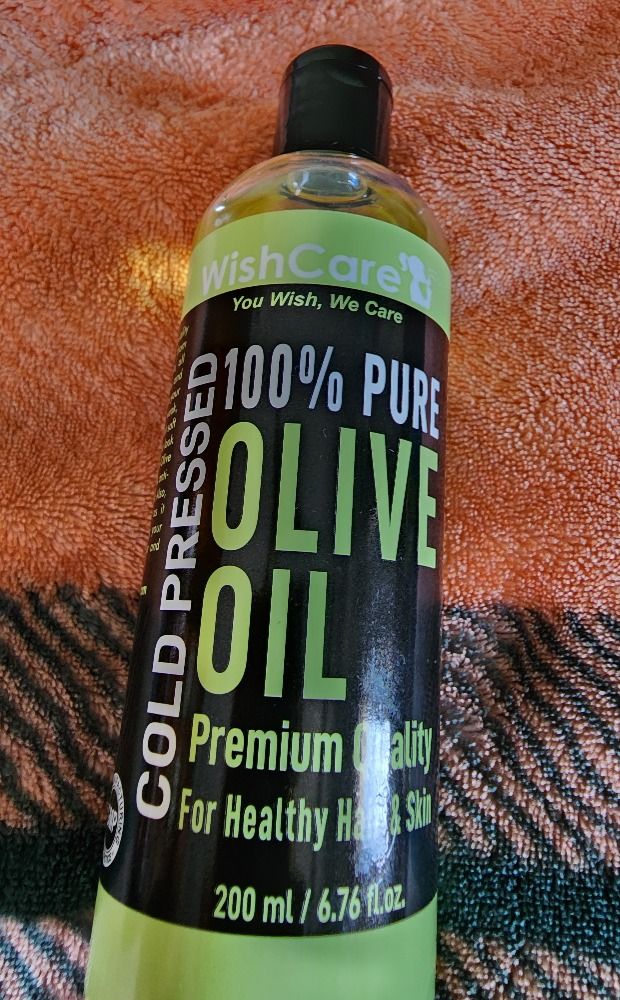 WishCare
You Wish, We Care
COLD PRESSED
100% PURE
OLIVE
OIL
Premium Quality
For Healthy Hair & Skin
200 ml / 6.76 fl.oz.